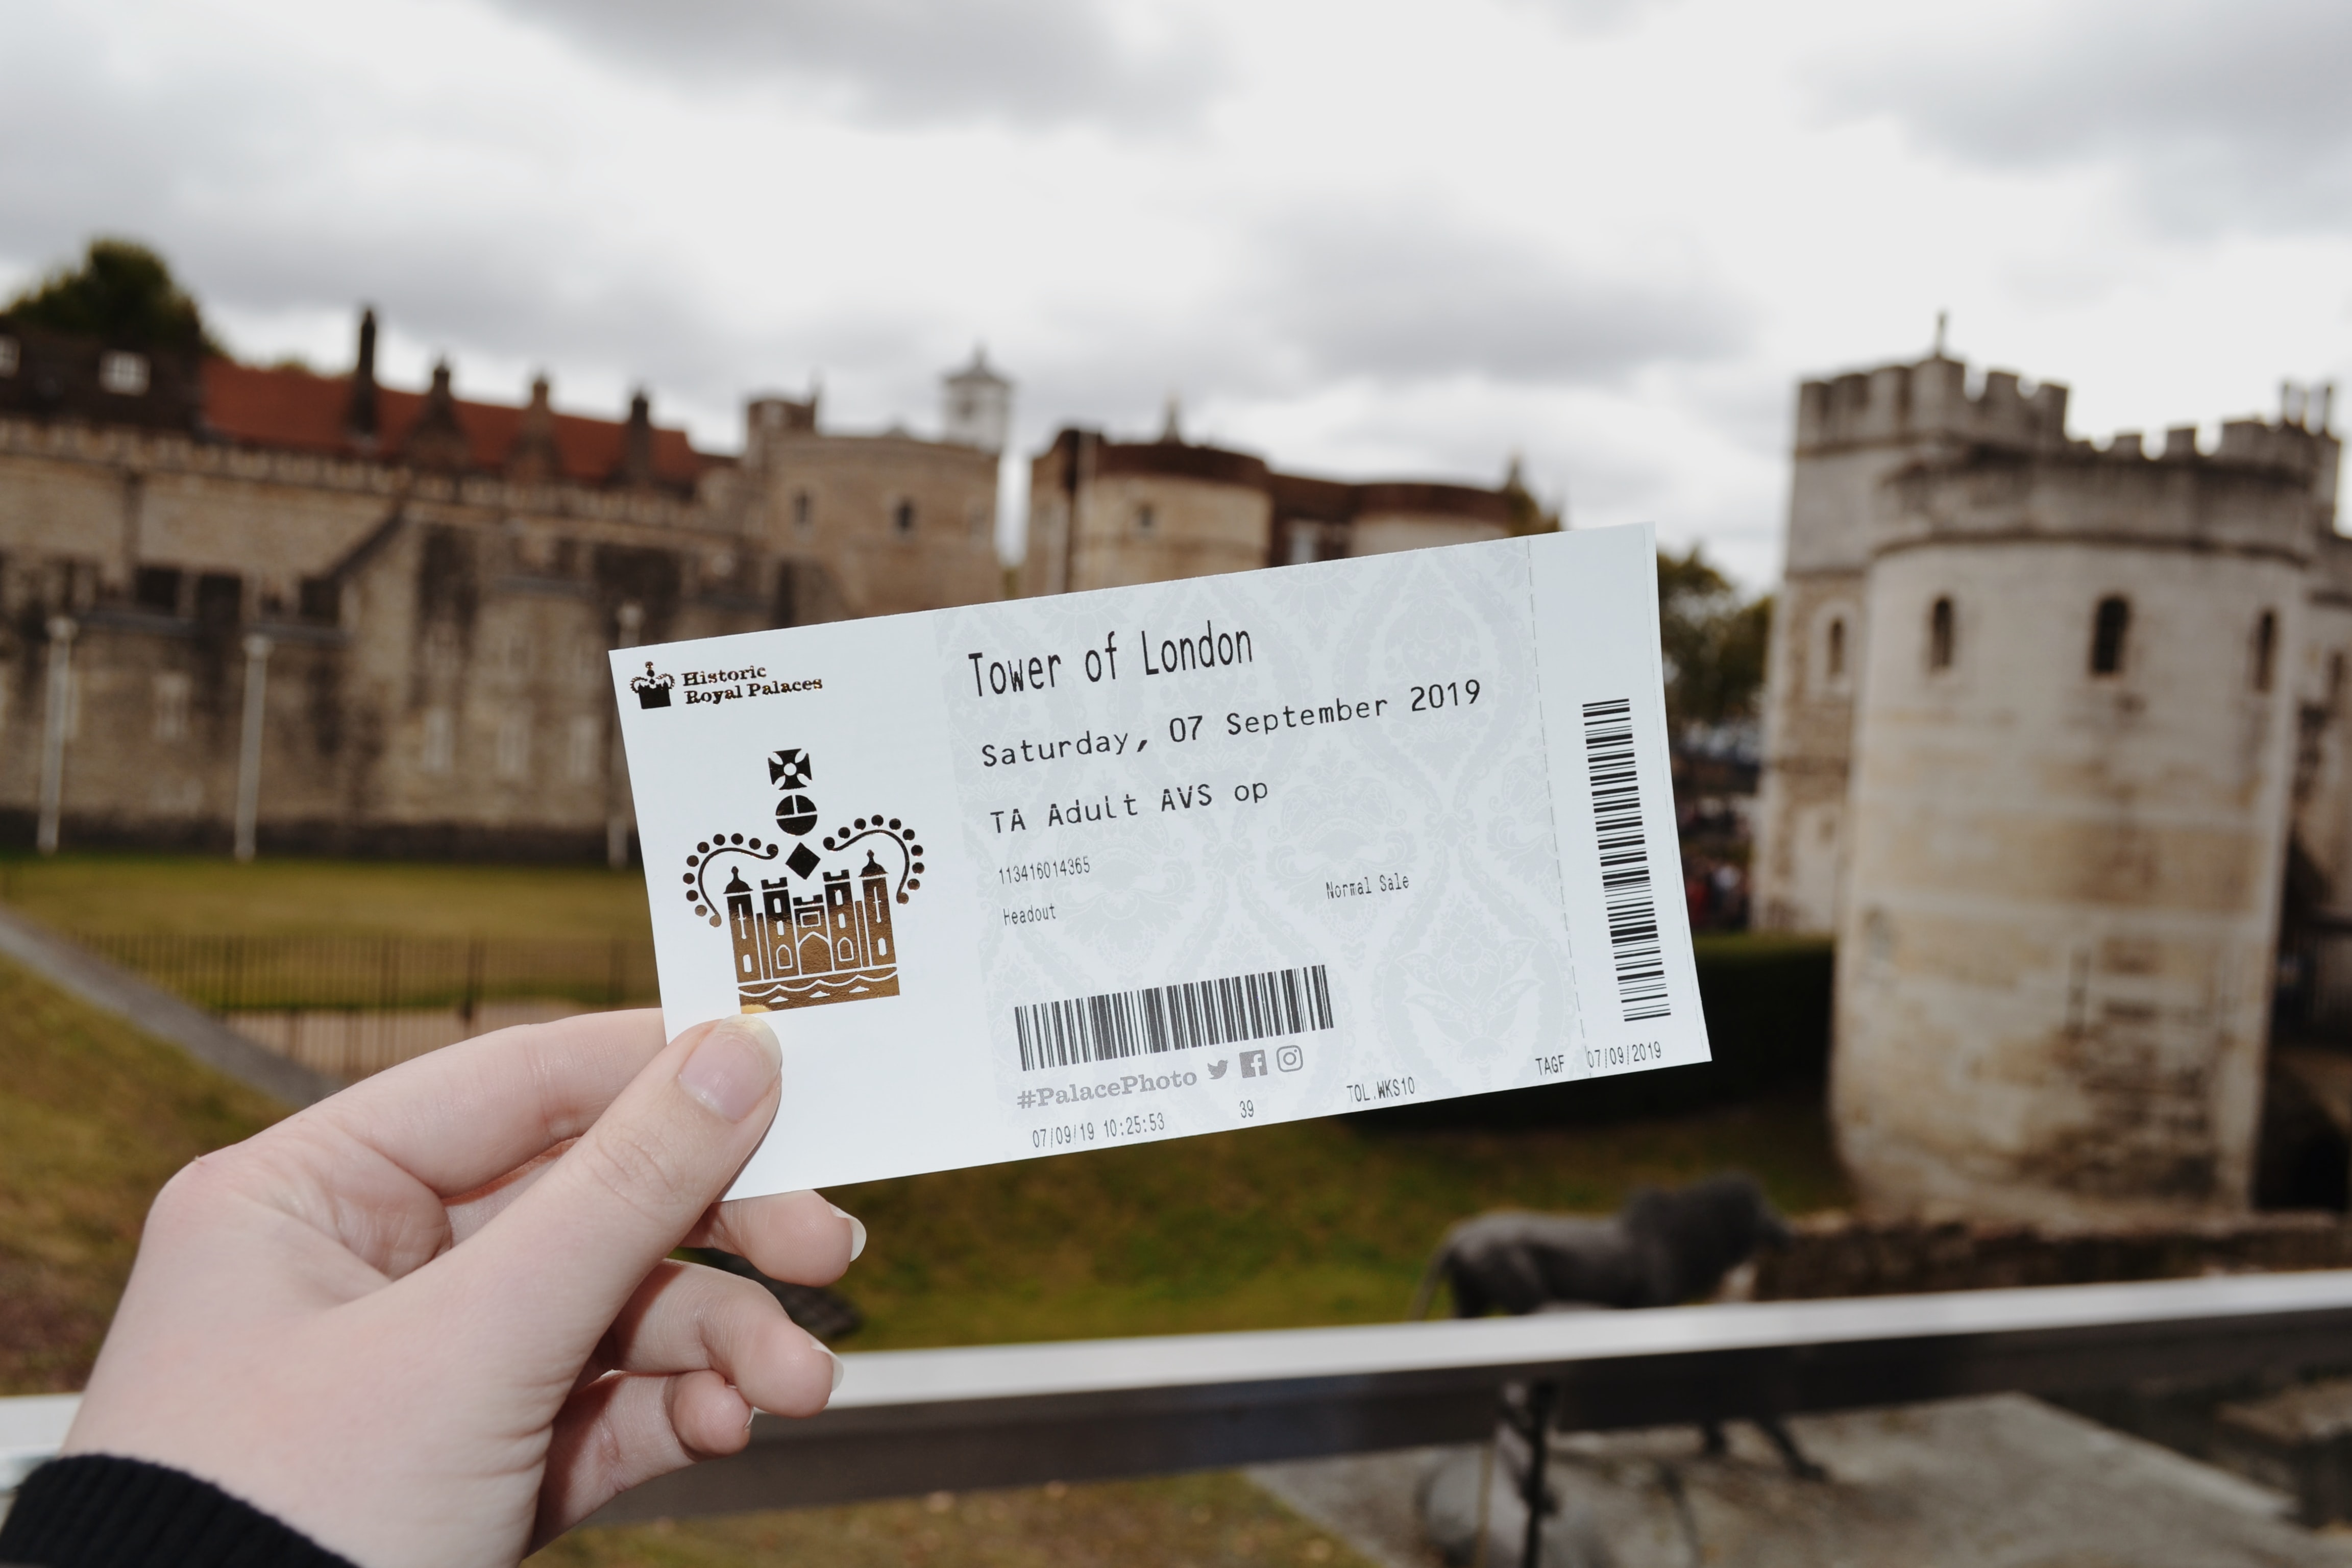 Historic
Royal Palaces
Tower of London
Saturday, 07 September 2019
TA Adult AVS op
113416014365
Headout
Normal Sale
#PalacePhoto
07/09/19 10:25:53
39
TOL.WKS10
TAGF
07/09/2019